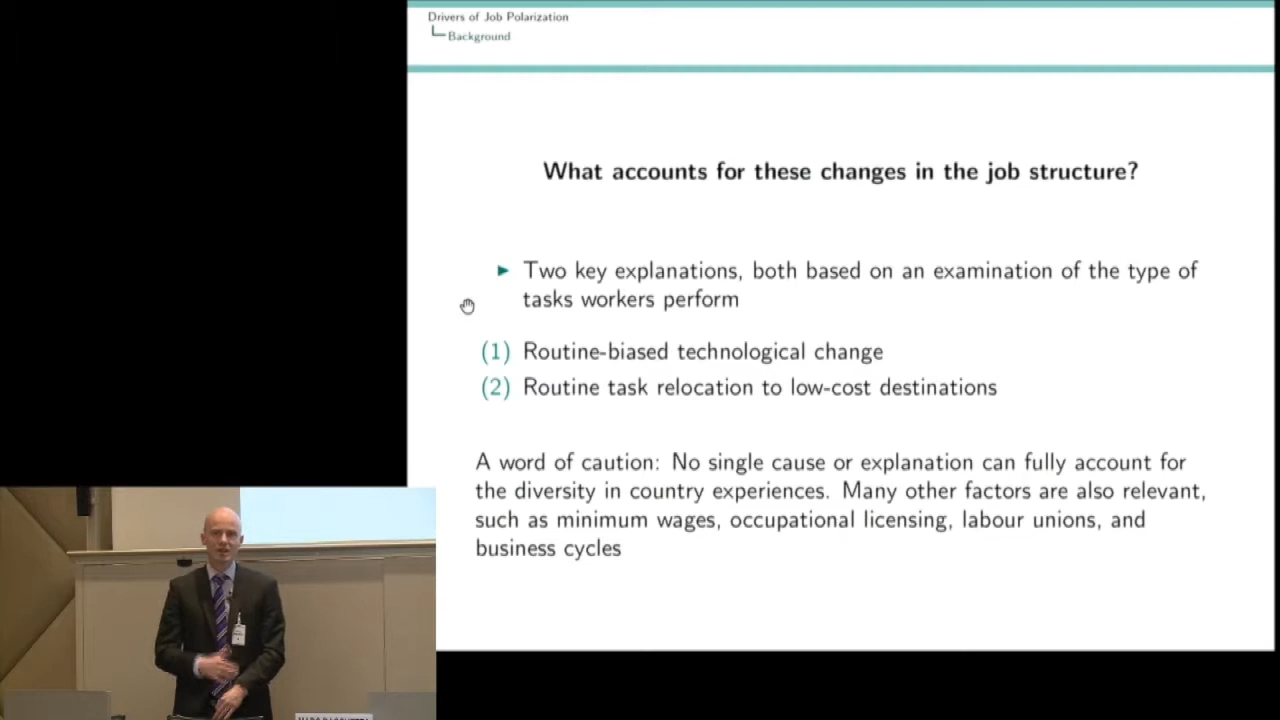 Drivers of Job Polarization
Background
What accounts for these changes in the job structure?
Two key explanations, both based on an examination of the type of
tasks workers perform
(1) Routine-biased technological change
(2) Routine task relocation to low-cost destinations
A word of caution: No single cause or explanation can fully account for
the diversity in country experiences. Many other factors are also relevant,
such as minimum wages, occupational licensing, labour unions, and
business cycles